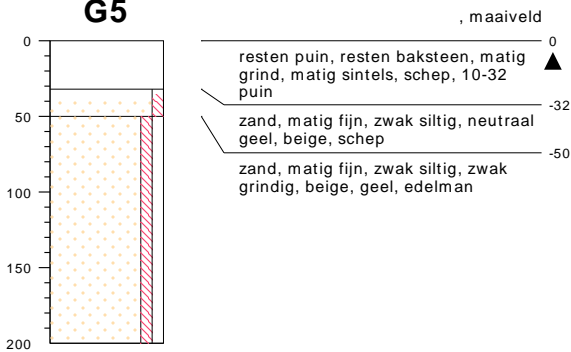 G5
, maaiveld
0
0
resten puin, resten baksteen, matig
grind, matig sintels, schep, 10-32
puin
-32
zand, matig fijn, zwak siltig, neutraal
geel, beige, schep
50
-50
zand, matig fijn, zwak siltig, zwak
grindig, beige, geel, edelman
100
150
200